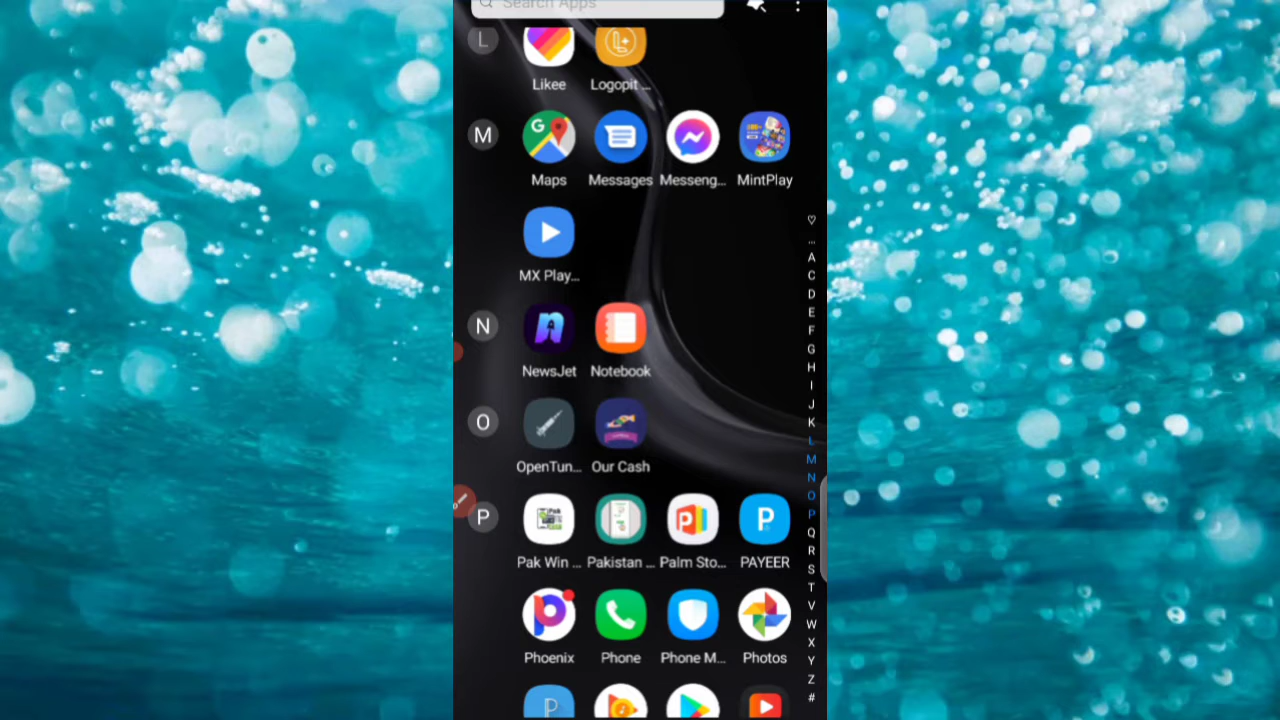 Search Apps
L
Likee Logopit ...
M
Maps Messages Messeng... MintPlay
MX Play...
N
NewsJet Notebook
O
OpenTun... Our Cash
P
Pak Win ... Pakistan ... Palm Sto... PAYEER
Phoenix Phone Phone M... Photos
...
A
C
D
E
F
G
H
I
J
K
L
M
N
O
P
Q
R
S
T
V
W
X
Y
Z
#